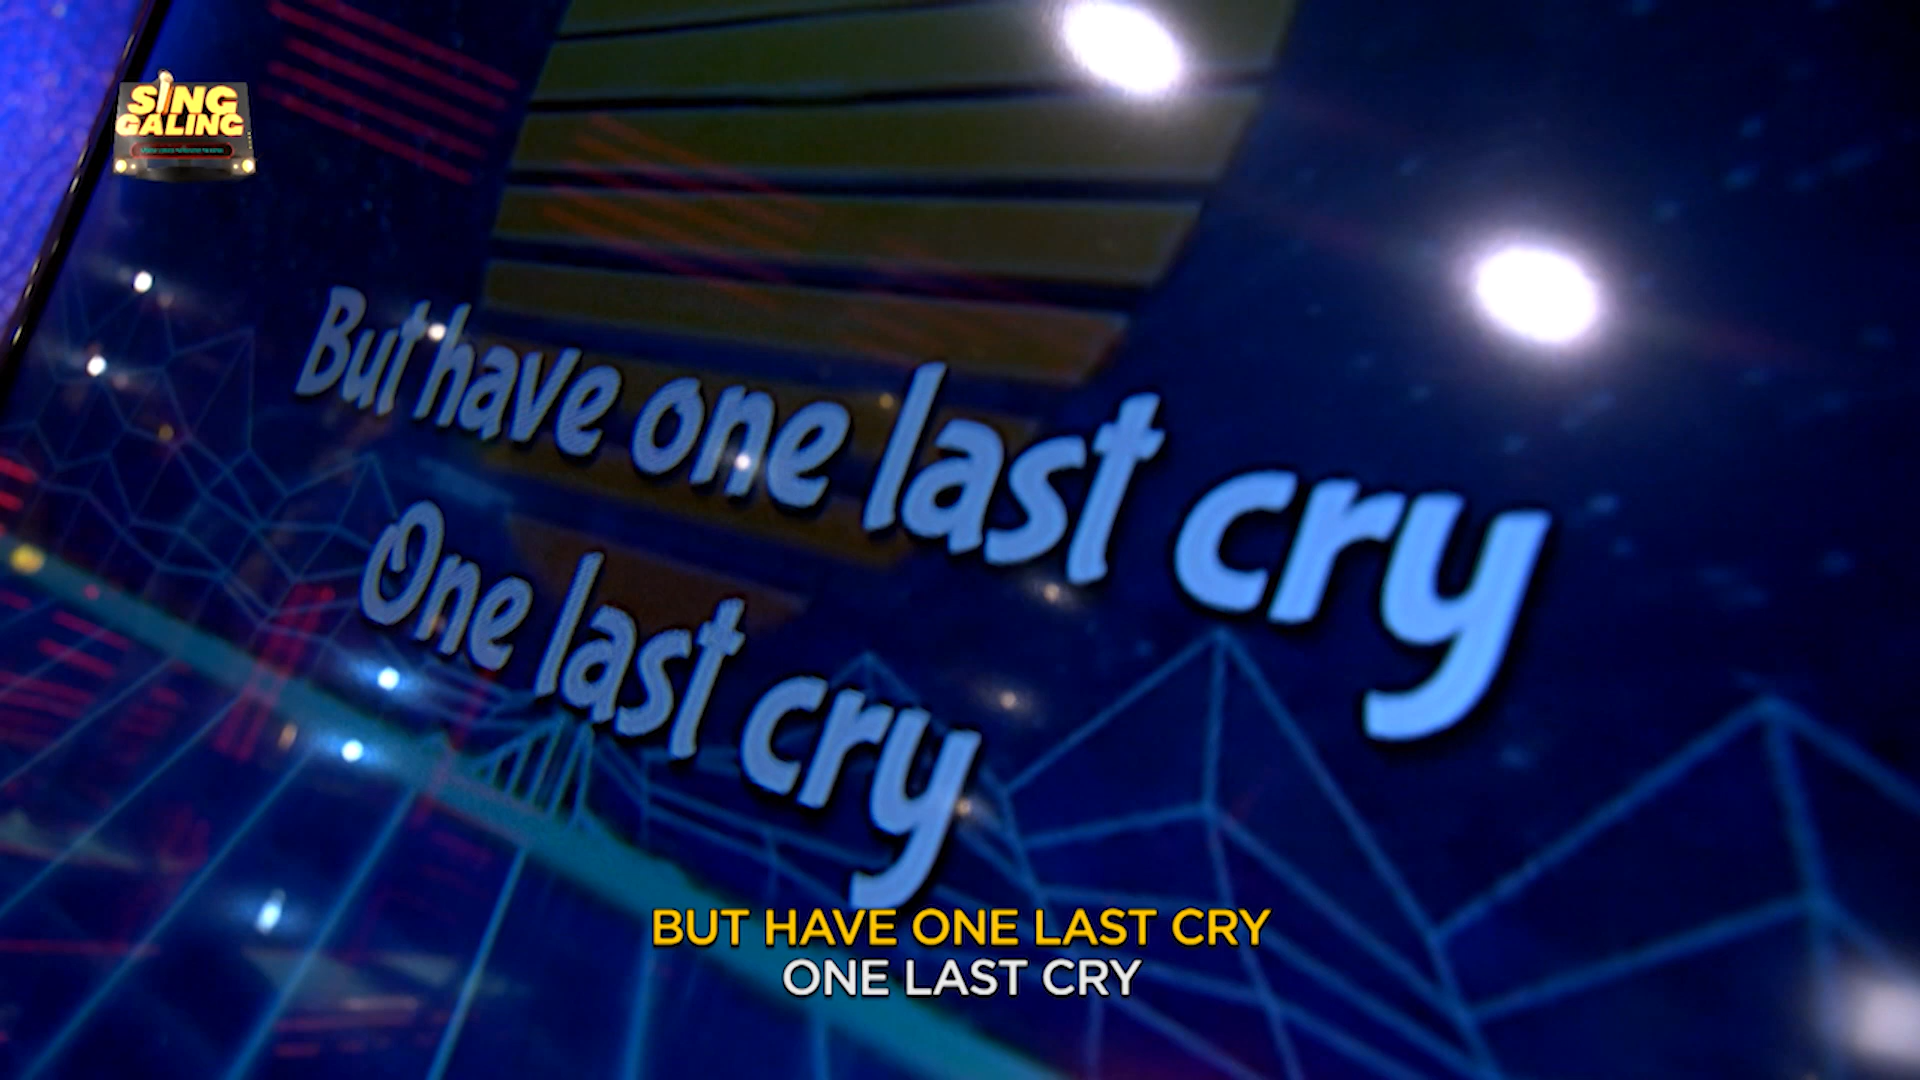 SING
GALING
But have one last cry
One last cry
BUT HAVE ONE LAST CRY
ONE LAST CRY